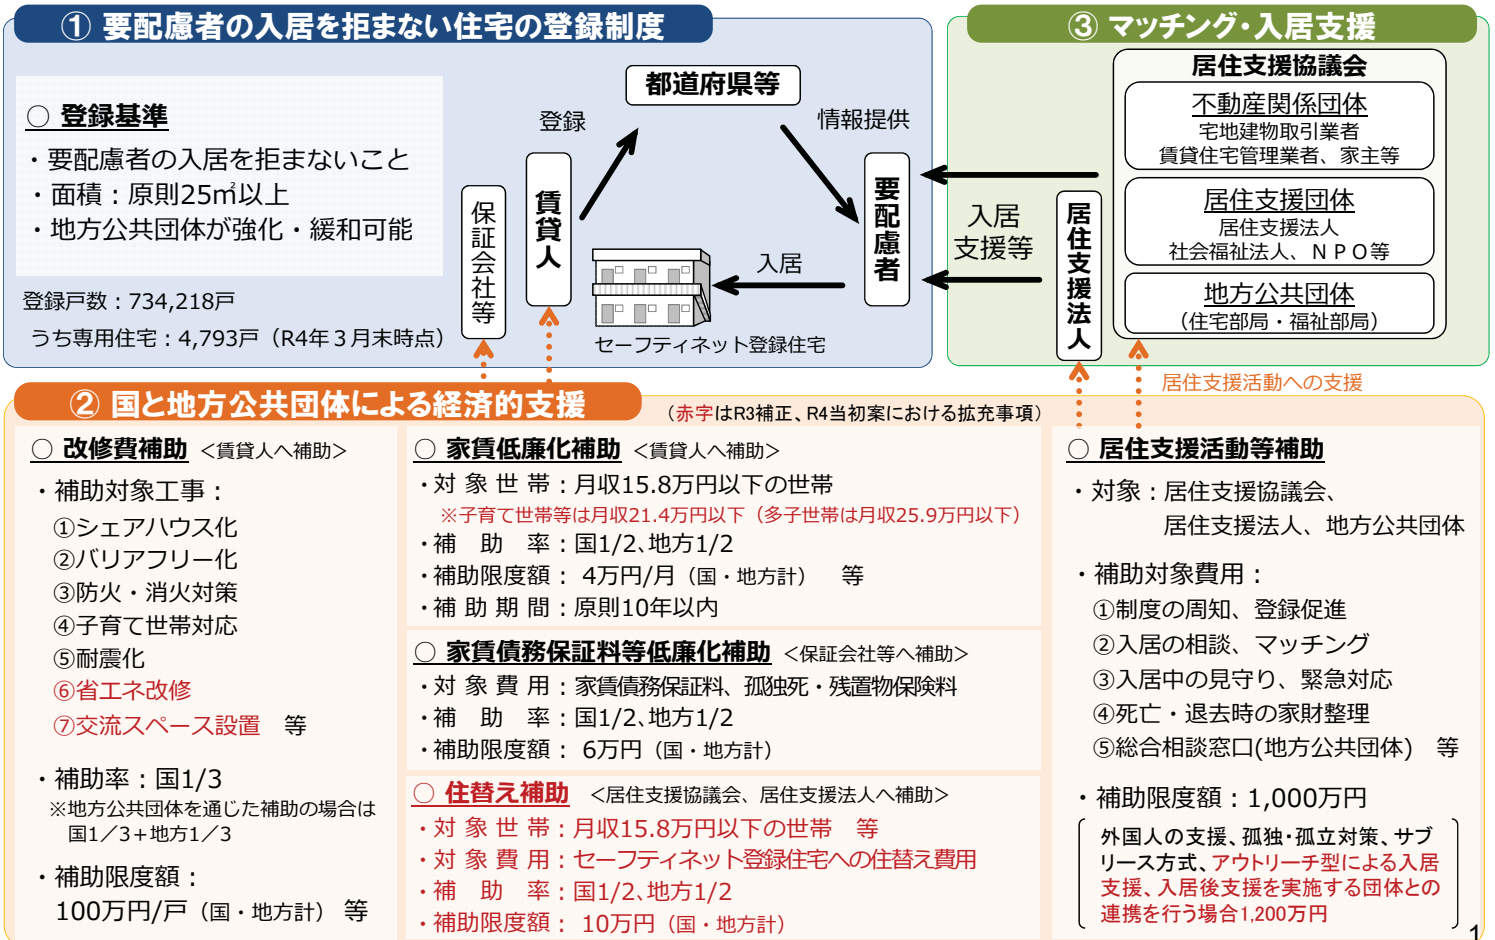 ① 要配慮者の入居を拒まない住宅の登録制度
○ 登録基準
・要配慮者の入居を拒まないこと
・面積：原則25㎡以上
・地方公共団体が強化・緩和可能
登録戸数：734,218戸
うち専用住宅：4,793戸（R4年３月末時点）
都道府県等
登録
情報提供
保証会社等
賃貸人
要配慮者
入居
セーフティネット登録住宅
③ マッチング・入居支援
居住支援協議会
不動産関係団体
宅地建物取引業者
賃貸住宅管理業者、家主等
居住支援団体
居住支援法人
社会福祉法人、ＮＰＯ等
地方公共団体
（住宅部局・福祉部局）
入居
支援等
居住支援法人
居住支援活動への支援
② 国と地方公共団体による経済的支援
（赤字はR3補正、R4当初案における拡充事項）
○ 改修費補助 ＜賃貸人へ補助＞
・補助対象工事：
①シェアハウス化
②バリアフリー化
③防火・消火対策
④子育て世帯対応
⑤耐震化
⑥省エネ改修
⑦交流スペース設置　等
・補助率：国1/3
※地方公共団体を通じた補助の場合は
国1／3＋地方1／3
・補助限度額：
100万円/戸（国・地方計） 等
○ 家賃低廉化補助 ＜賃貸人へ補助＞
・対 象 世 帯：月収15.8万円以下の世帯
※子育て世帯等は月収21.4万円以下（多子世帯は月収25.9万円以下）
・補　助　率：国1/2､地方1/2
・補助限度額： 4万円/月（国・地方計）　等
・補 助 期 間：原則10年以内
○ 家賃債務保証料等低廉化補助 ＜保証会社等へ補助＞
・対 象 費 用：家賃債務保証料、孤独死・残置物保険料
・補　助　率：国1/2､地方1/2
・補助限度額： 6万円（国・地方計）
○ 住替え補助 ＜居住支援協議会、居住支援法人へ補助＞
・対 象 世 帯：月収15.8万円以下の世帯　等
・対 象 費 用：セーフティネット登録住宅への住替え費用
・補　助　率：国1/2､地方1/2
・補助限度額： 10万円（国・地方計）
○ 居住支援活動等補助
・対象：居住支援協議会、
居住支援法人、地方公共団体
・補助対象費用：
①制度の周知、登録促進
②入居の相談、マッチング
③入居中の見守り、緊急対応
④死亡・退去時の家財整理
⑤総合相談窓口(地方公共団体)　等
・補助限度額：1,000万円
外国人の支援、孤独・孤立対策、サブ
リース方式、アウトリーチ型による入居
支援、入居後支援を実施する団体との
連携を行う場合1,200万円
1